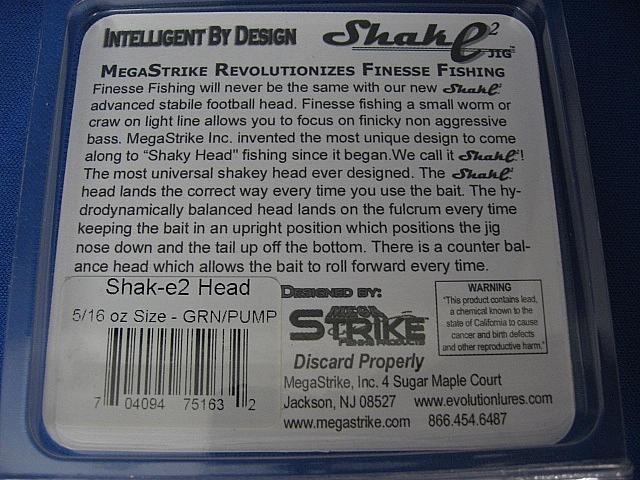 INTELLIGENT BY DESIGN
Shake2
JIG
MEGASTRIKE REVOLUTIONIZES FINESSE FISHING
Finesse Fishing will never be the same with our new Shake2
advanced stabile football head. Finesse fishing a small worm or
craw on light line allows you to focus on finicky non aggressive
bass. MegaStrike Inc. invented the most unique design to come
along to "Shaky Head" fishing since it began.We call it Shake2!
The most universal shakey head ever designed. The Shake2
head lands the correct way every time you use the bait. The hy-
drodynamically balanced head lands on the fulcrum every time
keeping the bait in an upright position which positions the jig
nose down and the tail up off the bottom. There is a counter bal-
ance head which allows the bait to roll forward every time.
Shak-e2 Head
5/16 oz Size - GRN/PUMP
7 04094 75163 2
DESIGNED BY:
MEGA
STRIKE
FISHING PRODUCTS
WARNING
"This product contains lead,
a chemical known to the
state of California to cause
cancer and birth defects
and other reproductive harm."
Discard Properly
MegaStrike, Inc. 4 Sugar Maple Court
Jackson, NJ 08527 www.evolutionlures.com
www.megastrike.com 866.454.6487